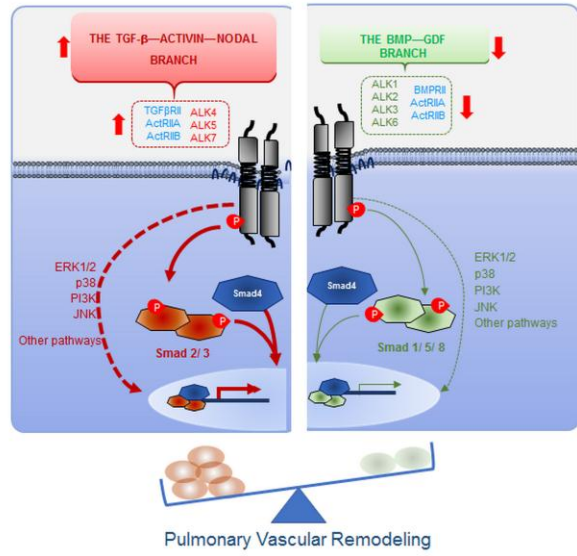 THE TGF-β—ACTIVIN—NODAL
BRANCH
TGFβRII
ActRIIA
ActRIIB
ALK4
ALK5
ALK7
P
ERK1/2
p38
PI3K
JNK
Other pathways
Smad4
P
P
Smad 2/ 3
THE BMP—GDF
BRANCH
ALK1
ALK2
ALK3
ALK6
BMPRII
ActRIIA
ActRIIB
P
ERK1/2
p38
PI3K
JNK
Other pathways
Smad4
P
P
Smad 1/ 5/ 8
Pulmonary Vascular Remodeling